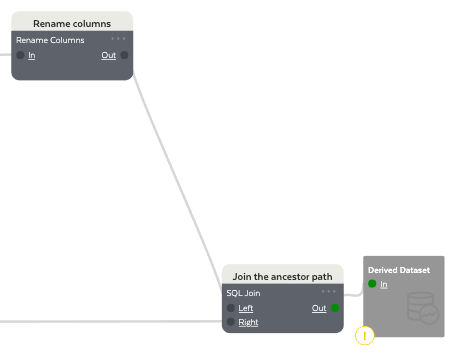 Rename columns
Rename Columns
In Out
Join the ancestor path
SQL Join
Left Out
Right
Derived Dataset
In
!